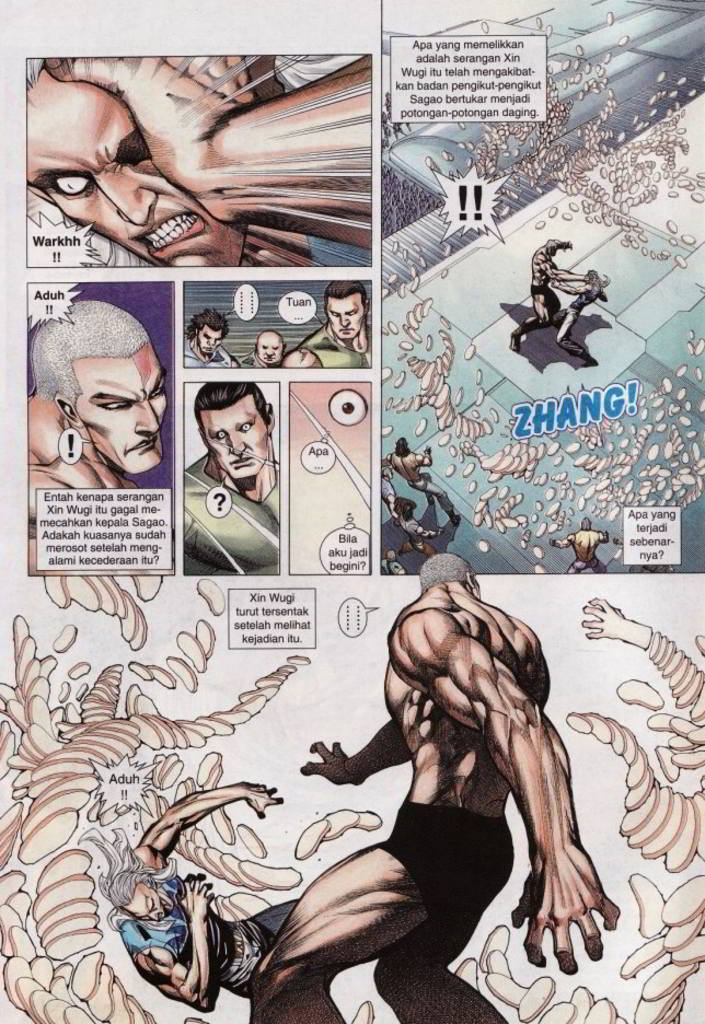 Warkhh
!!
Apa yang memelikkan
adalah serangan Xin
Wugi itu telah mengakibat-
kan badan pengikut-pengikut
Sagao bertukar menjadi
potongan-potongan daging.
!!
Aduh
!!
!
Entah kenapa serangan
Xin Wugi itu gagal me-
mecahkan kepala Sagao.
Adakah kuasanya sudah
merosot setelah meng-
alami kecederaan itu?
Tuan
...
?
Apa
...
Bila
aku jadi
begini?
ZHANG!
Apa yang
terjadi
sebenar-
nya?
Xin Wugi
turut tersentak
setelah melihat
kejadian itu.
Aduh
!!